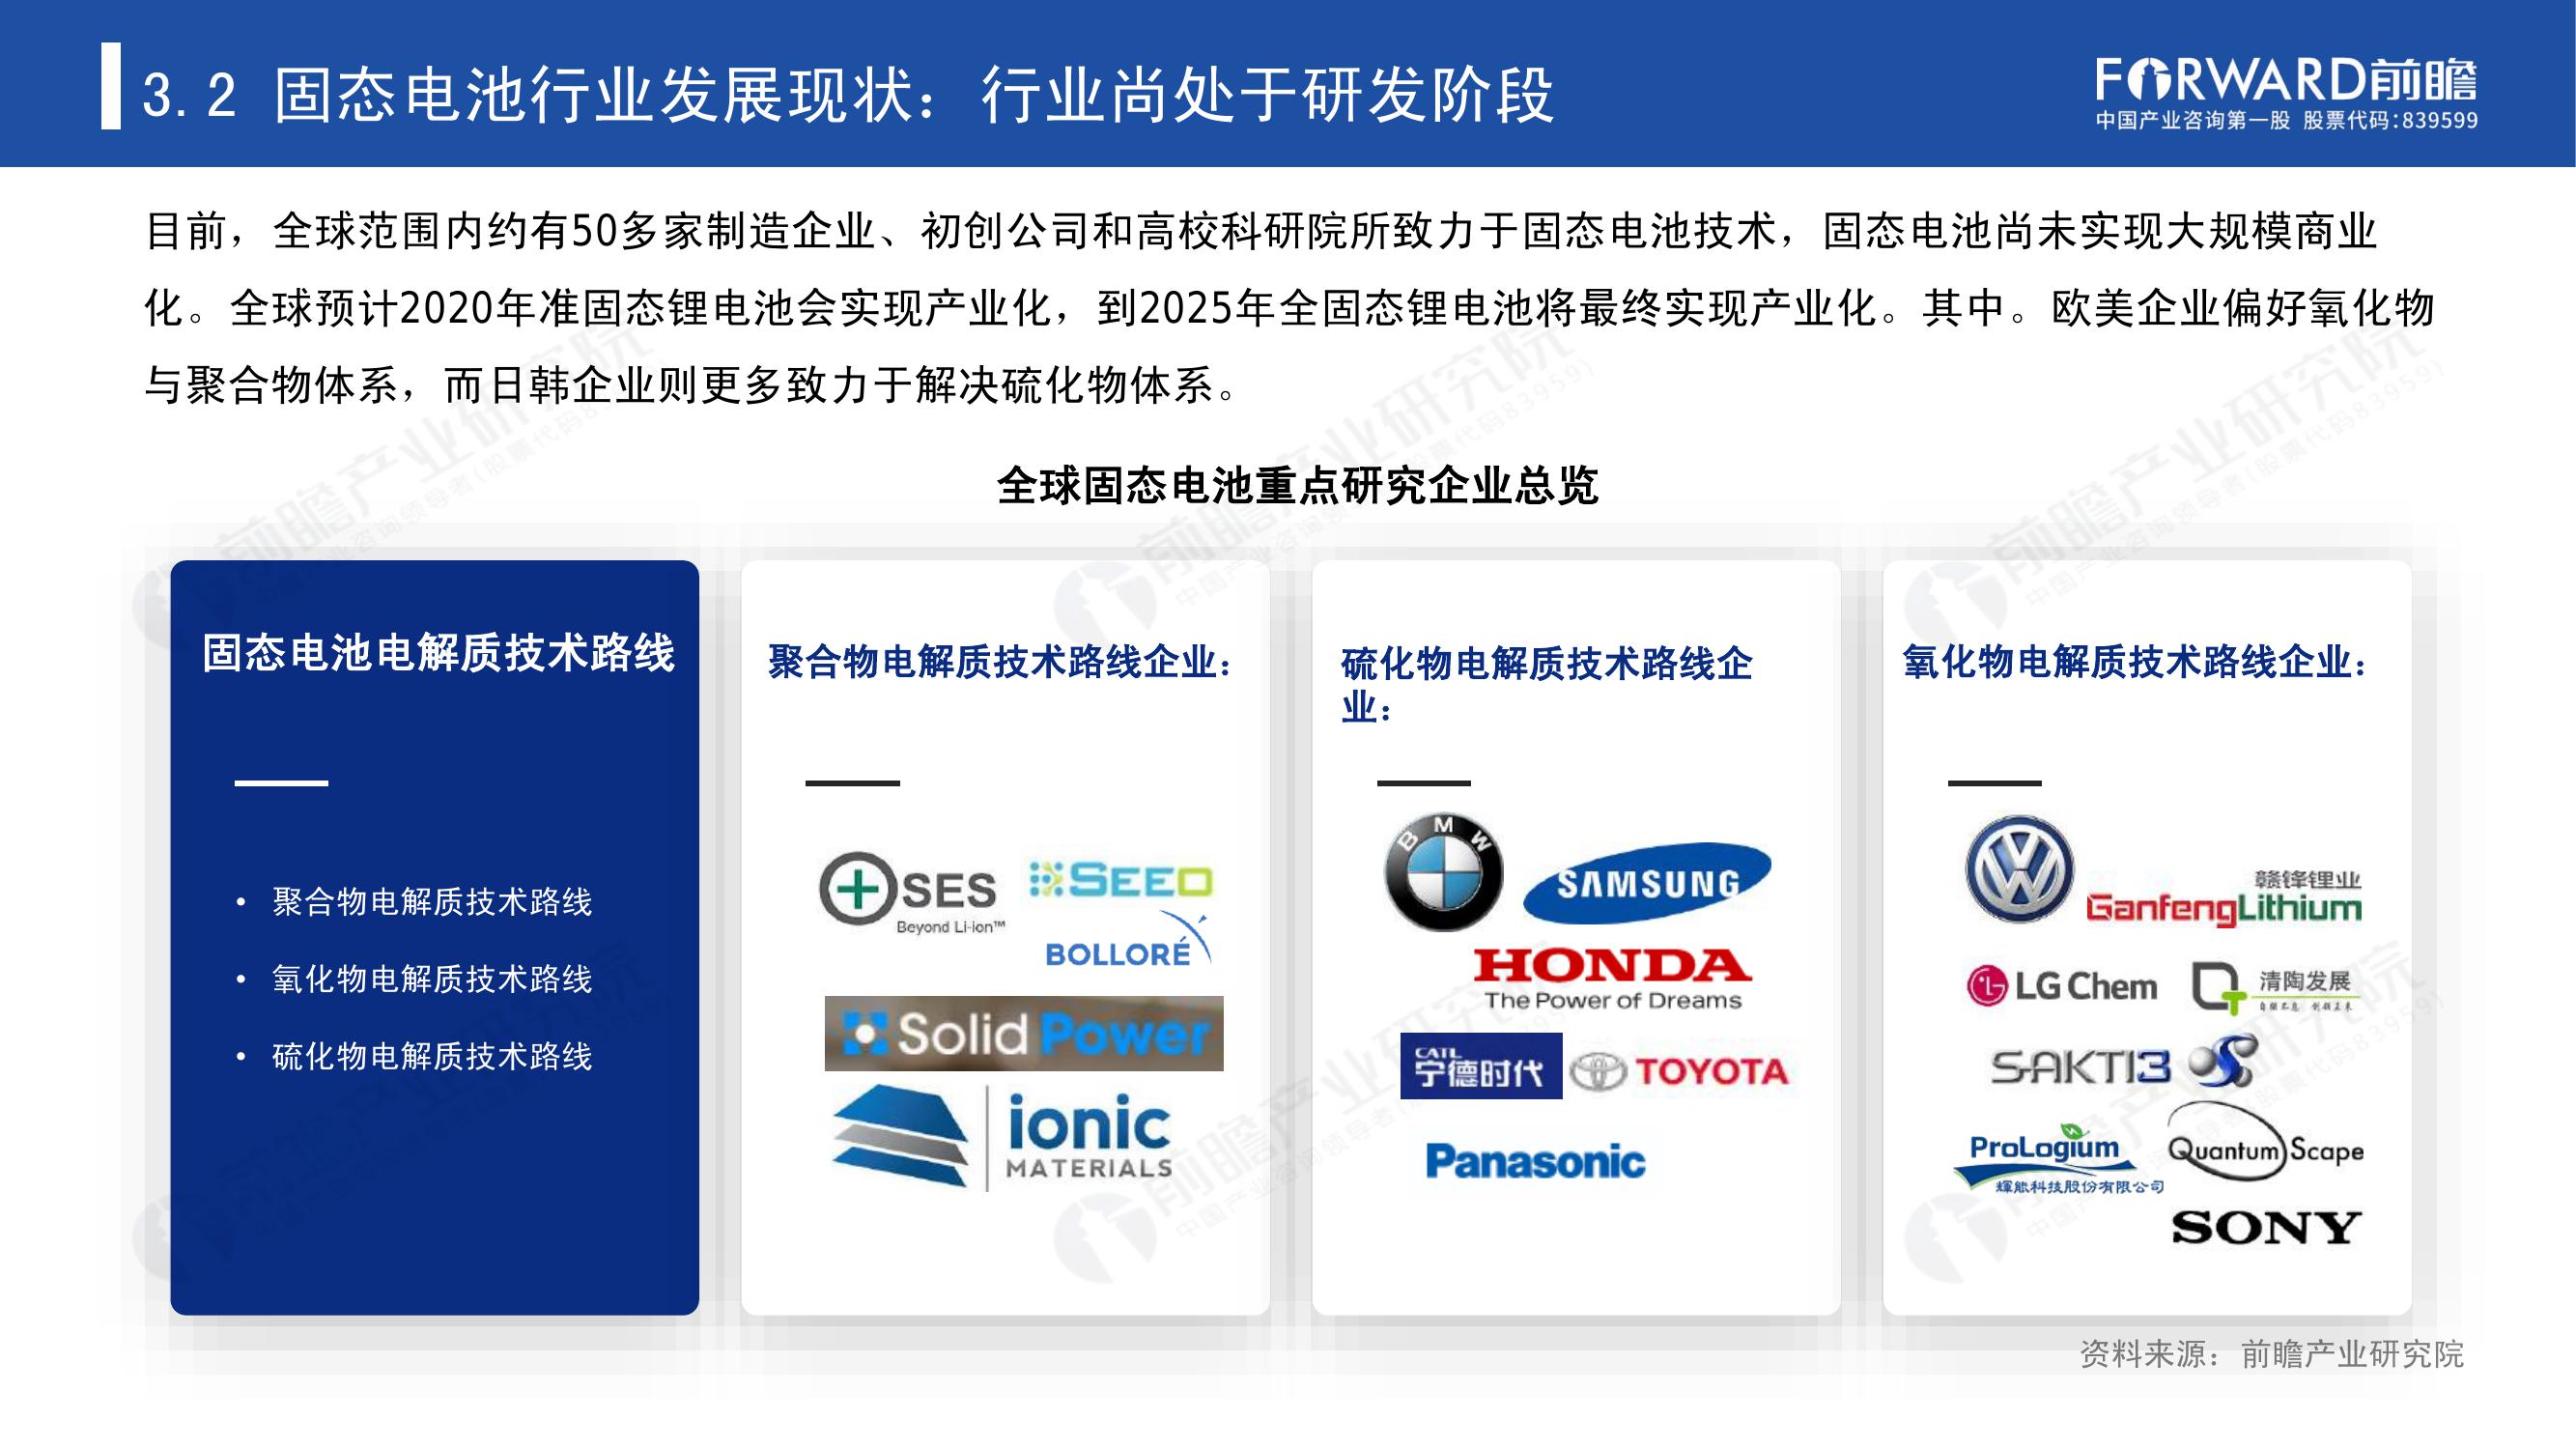 3.2 固态电池行业发展现状：行业尚处于研发阶段
FORWARD前瞻
中国产业咨询第一股 股票代码:839599
目前，全球范围内约有50多家制造企业、初创公司和高校科研院所致力于固态电池技术，固态电池尚未实现大规模商业
化。全球预计2020年准固态锂电池会实现产业化，到2025年全固态锂电池将最终实现产业化。其中。欧美企业偏好氧化物
与聚合物体系，而日韩企业则更多致力于解决硫化物体系。
全球固态电池重点研究企业总览
固态电池电解质技术路线
• 聚合物电解质技术路线
• 氧化物电解质技术路线
• 硫化物电解质技术路线
聚合物电解质技术路线企业：
SES
Beyond Li-ion™
SEEO
BOLLORÉ
Solid Power
ionic
MATERIALS
硫化物电解质技术路线企
业：
BMW
SAMSUNG
HONDA
The Power of Dreams
CATL
宁德时代
TOYOTA
Panasonic
氧化物电解质技术路线企业：
VW
赣锋锂业
GanfengLithium
LG Chem
清陶发展
SAKTI3
ProLogium
輝能科技股份有限公司
QuantumScape
SONY
资料来源：前瞻产业研究院
前瞻产业研究院